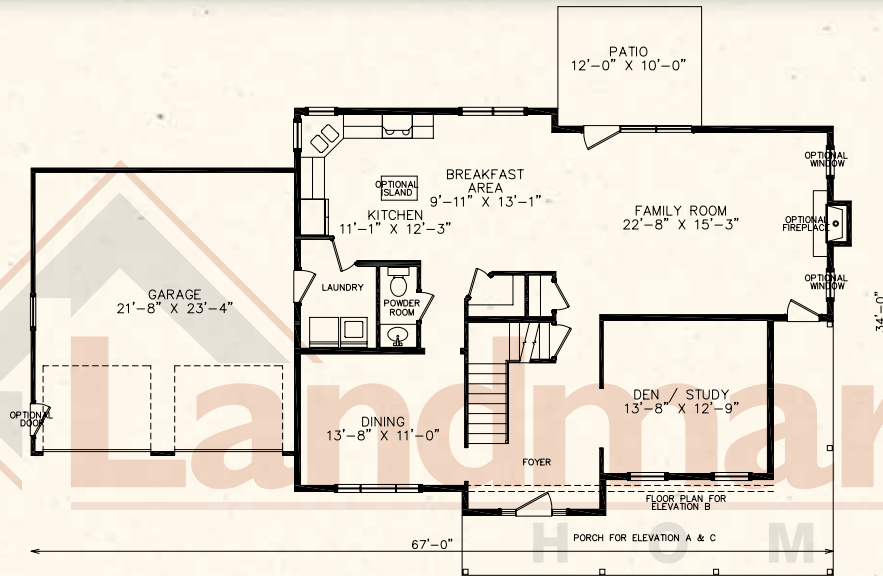 PATIO
12'-0" X 10'-0"
OPTIONAL
WINDOW
BREAKFAST
AREA
9'-11" X 13'-1"
OPTIONAL
ISLAND
KITCHEN
11'-1" X 12'-3"
FAMILY ROOM
22'-8" X 15'-3"
OPTIONAL
FIREPLACE
OPTIONAL
WINDOW
LAUNDRY
POWDER
ROOM
GARAGE
21'-8" X 23'-4"
34'-0"
DEN / STUDY
13'-8" X 12'-9"
OPTIONAL
DOOR
DINING
13'-8" X 11'-0"
FOYER
FLOOR PLAN FOR
ELEVATION B
PORCH FOR ELEVATION A & C
67'-0"
Landmar
H O M